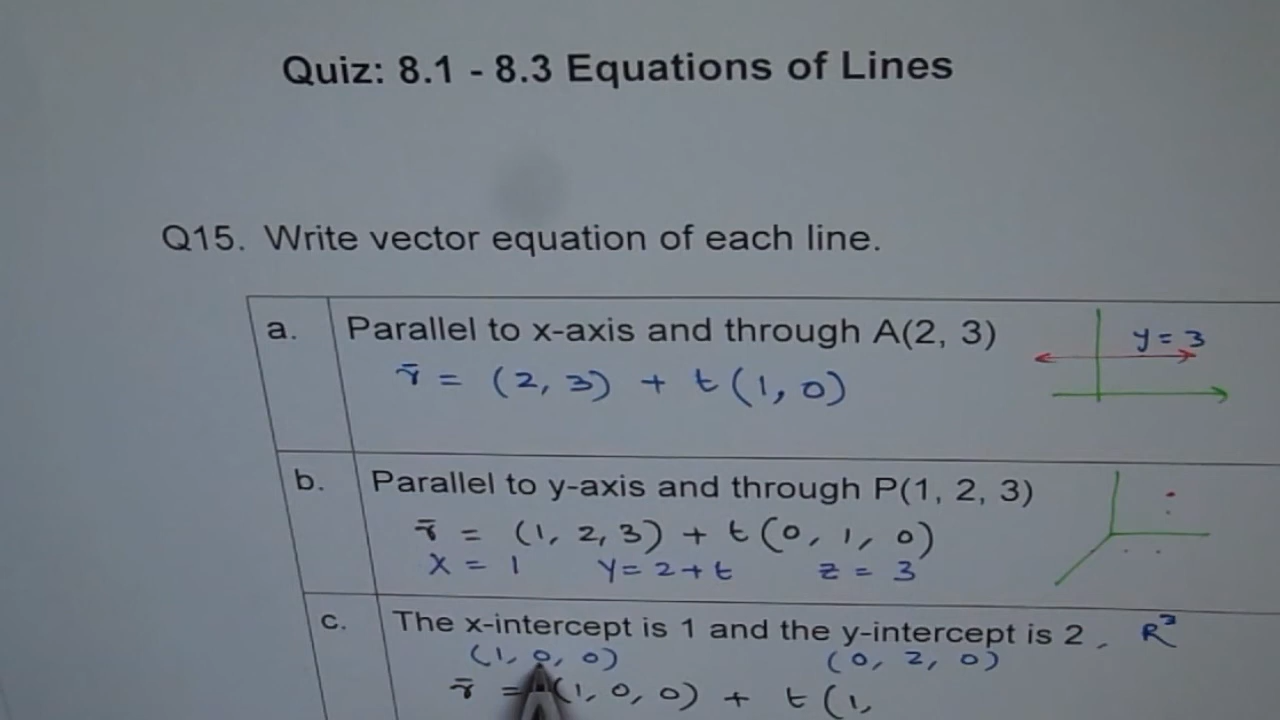 Quiz: 8.1 - 8.3 Equations of Lines
Q15. Write vector equation of each line.
a. Parallel to x-axis and through A(2, 3)
y = 3
r̄ = (2, 3) + t (1, 0)
b. Parallel to y-axis and through P(1, 2, 3)
r̄ = (1, 2, 3) + t (0, 1, 0)
X = 1 Y = 2 + t z = 3
c. The x-intercept is 1 and the y-intercept is 2, R³
(1, 0, 0) (0, 2, 0)
r̄ = (1, 0, 0) + t (1,